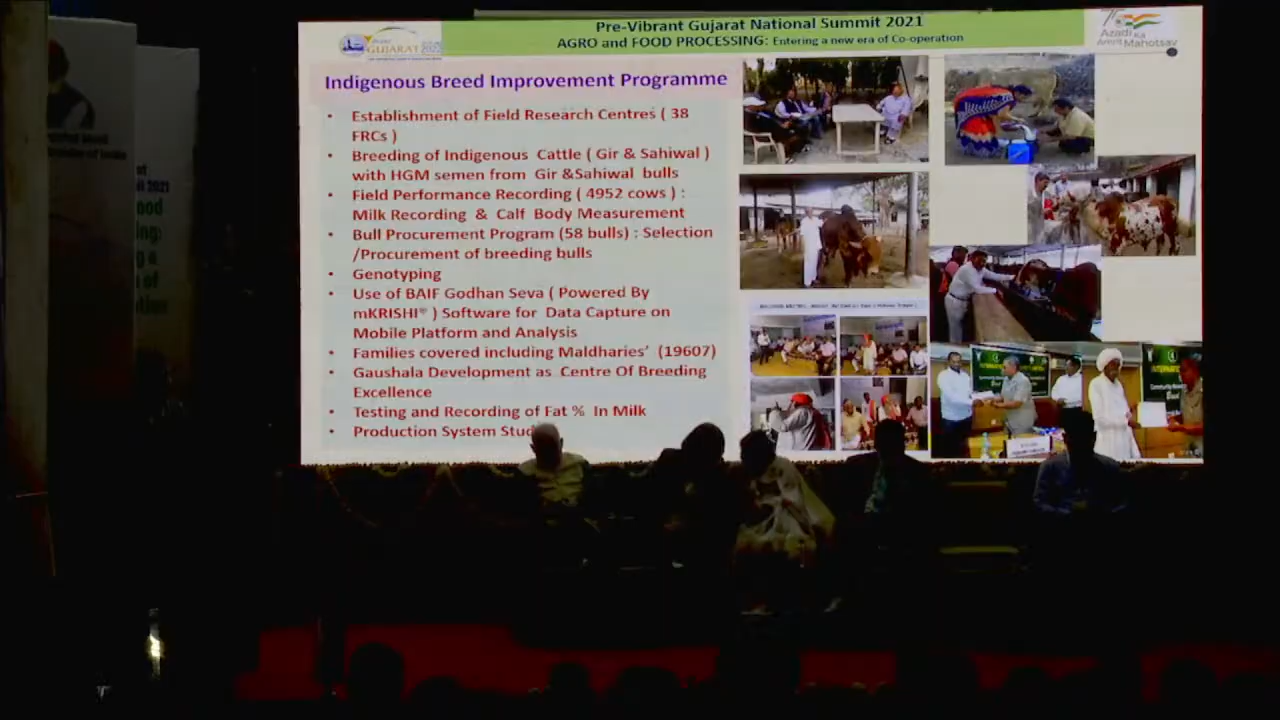 Pre-Vibrant Gujarat National Summit 2021
AGRO and FOOD PROCESSING: Entering a new era of Co-operation
GUJARAT
Azadi Ka
Amrit Mahotsav
Indigenous Breed Improvement Programme
• Establishment of Field Research Centres ( 38
FRCs )
• Breeding of Indigenous Cattle ( Gir & Sahiwal )
with HGM semen from Gir &Sahiwal bulls
• Field Performance Recording ( 4952 cows ) :
Milk Recording & Calf Body Measurement
• Bull Procurement Program (58 bulls) : Selection
/Procurement of breeding bulls
• Genotyping
• Use of BAIF Godhan Seva ( Powered By
mKRISHI® ) Software for Data Capture on
Mobile Platform and Analysis
• Families covered including Maldharies' (19607)
• Gaushala Development as Centre Of Breeding
Excellence
• Testing and Recording of Fat % In Milk
• Production System
2021